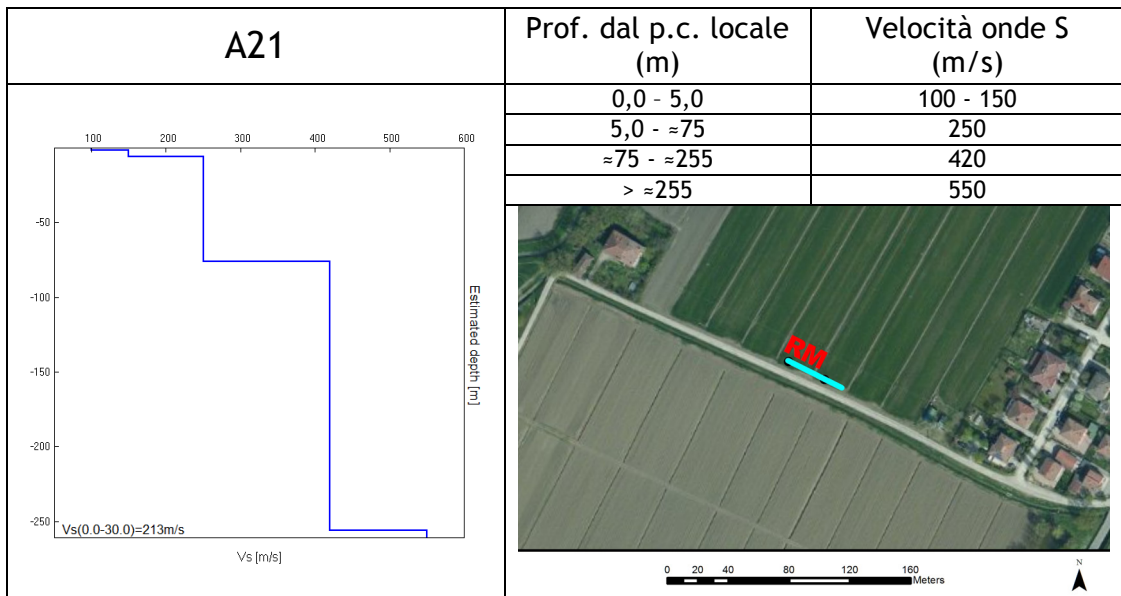 A21
Prof. dal p.c. locale
(m)
Velocità onde S
(m/s)
0,0 – 5,0 100 - 150
5,0 - ≈75 250
≈75 - ≈255 420
> ≈255 550
100 200 300 400 500 600
-50
-100
-150
-200
-250
Estimated depth [m]
Vs(0.0-30.0)=213m/s
Vs [m/s]
RM
0 20 40 80 120 160
Meters
N